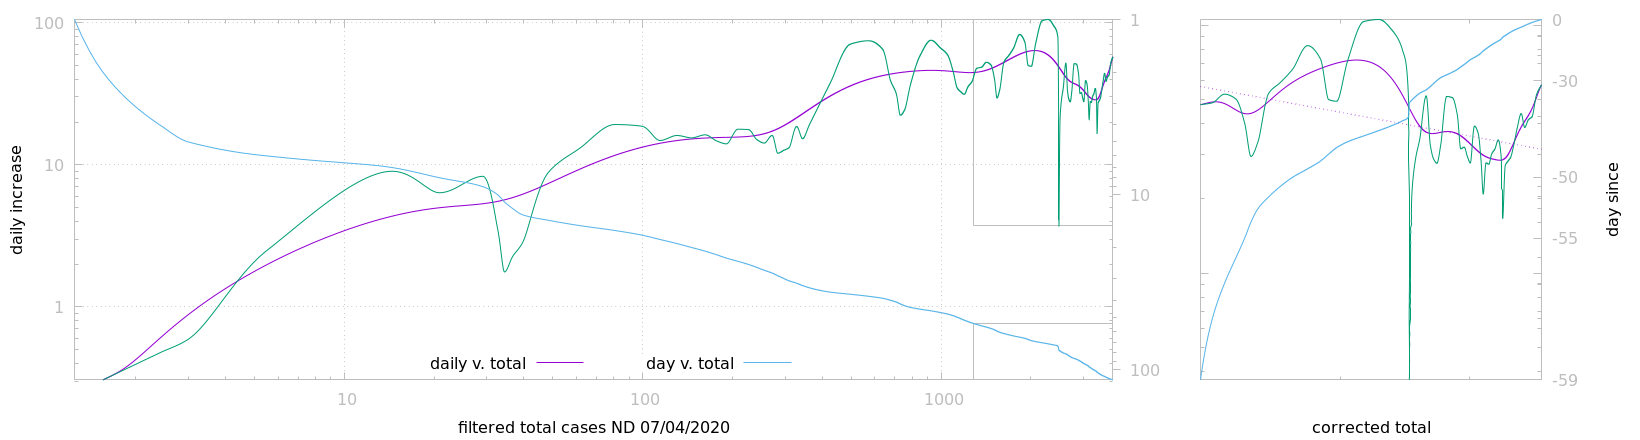 100
10
1
daily increase
daily v. total
day v. total
10
100
1000
filtered total cases ND 07/04/2020
1
10
100
0
-30
-50
-55
-59
day since
corrected total